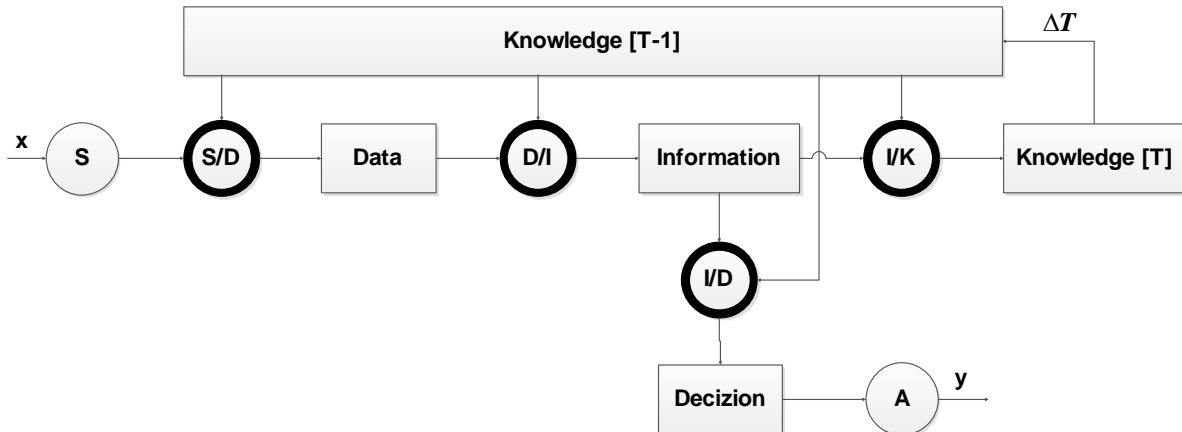 Knowledge [T-1]
ΔT
x
S
S/D
Data
D/I
Information
I/K
Knowledge [T]
I/D
Decizion
A
y